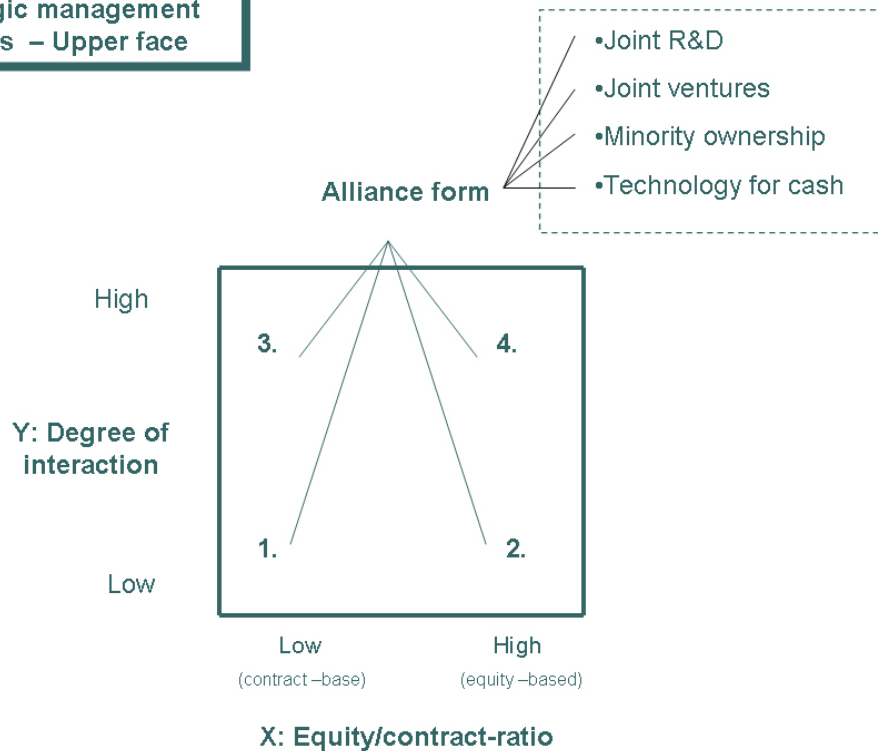 gic management
s – Upper face
•Joint R&D
•Joint ventures
•Minority ownership
•Technology for cash
Alliance form
High
3.
4.
Y: Degree of
interaction
1.
2.
Low
Low
High
(contract –base)
(equity –based)
X: Equity/contract-ratio